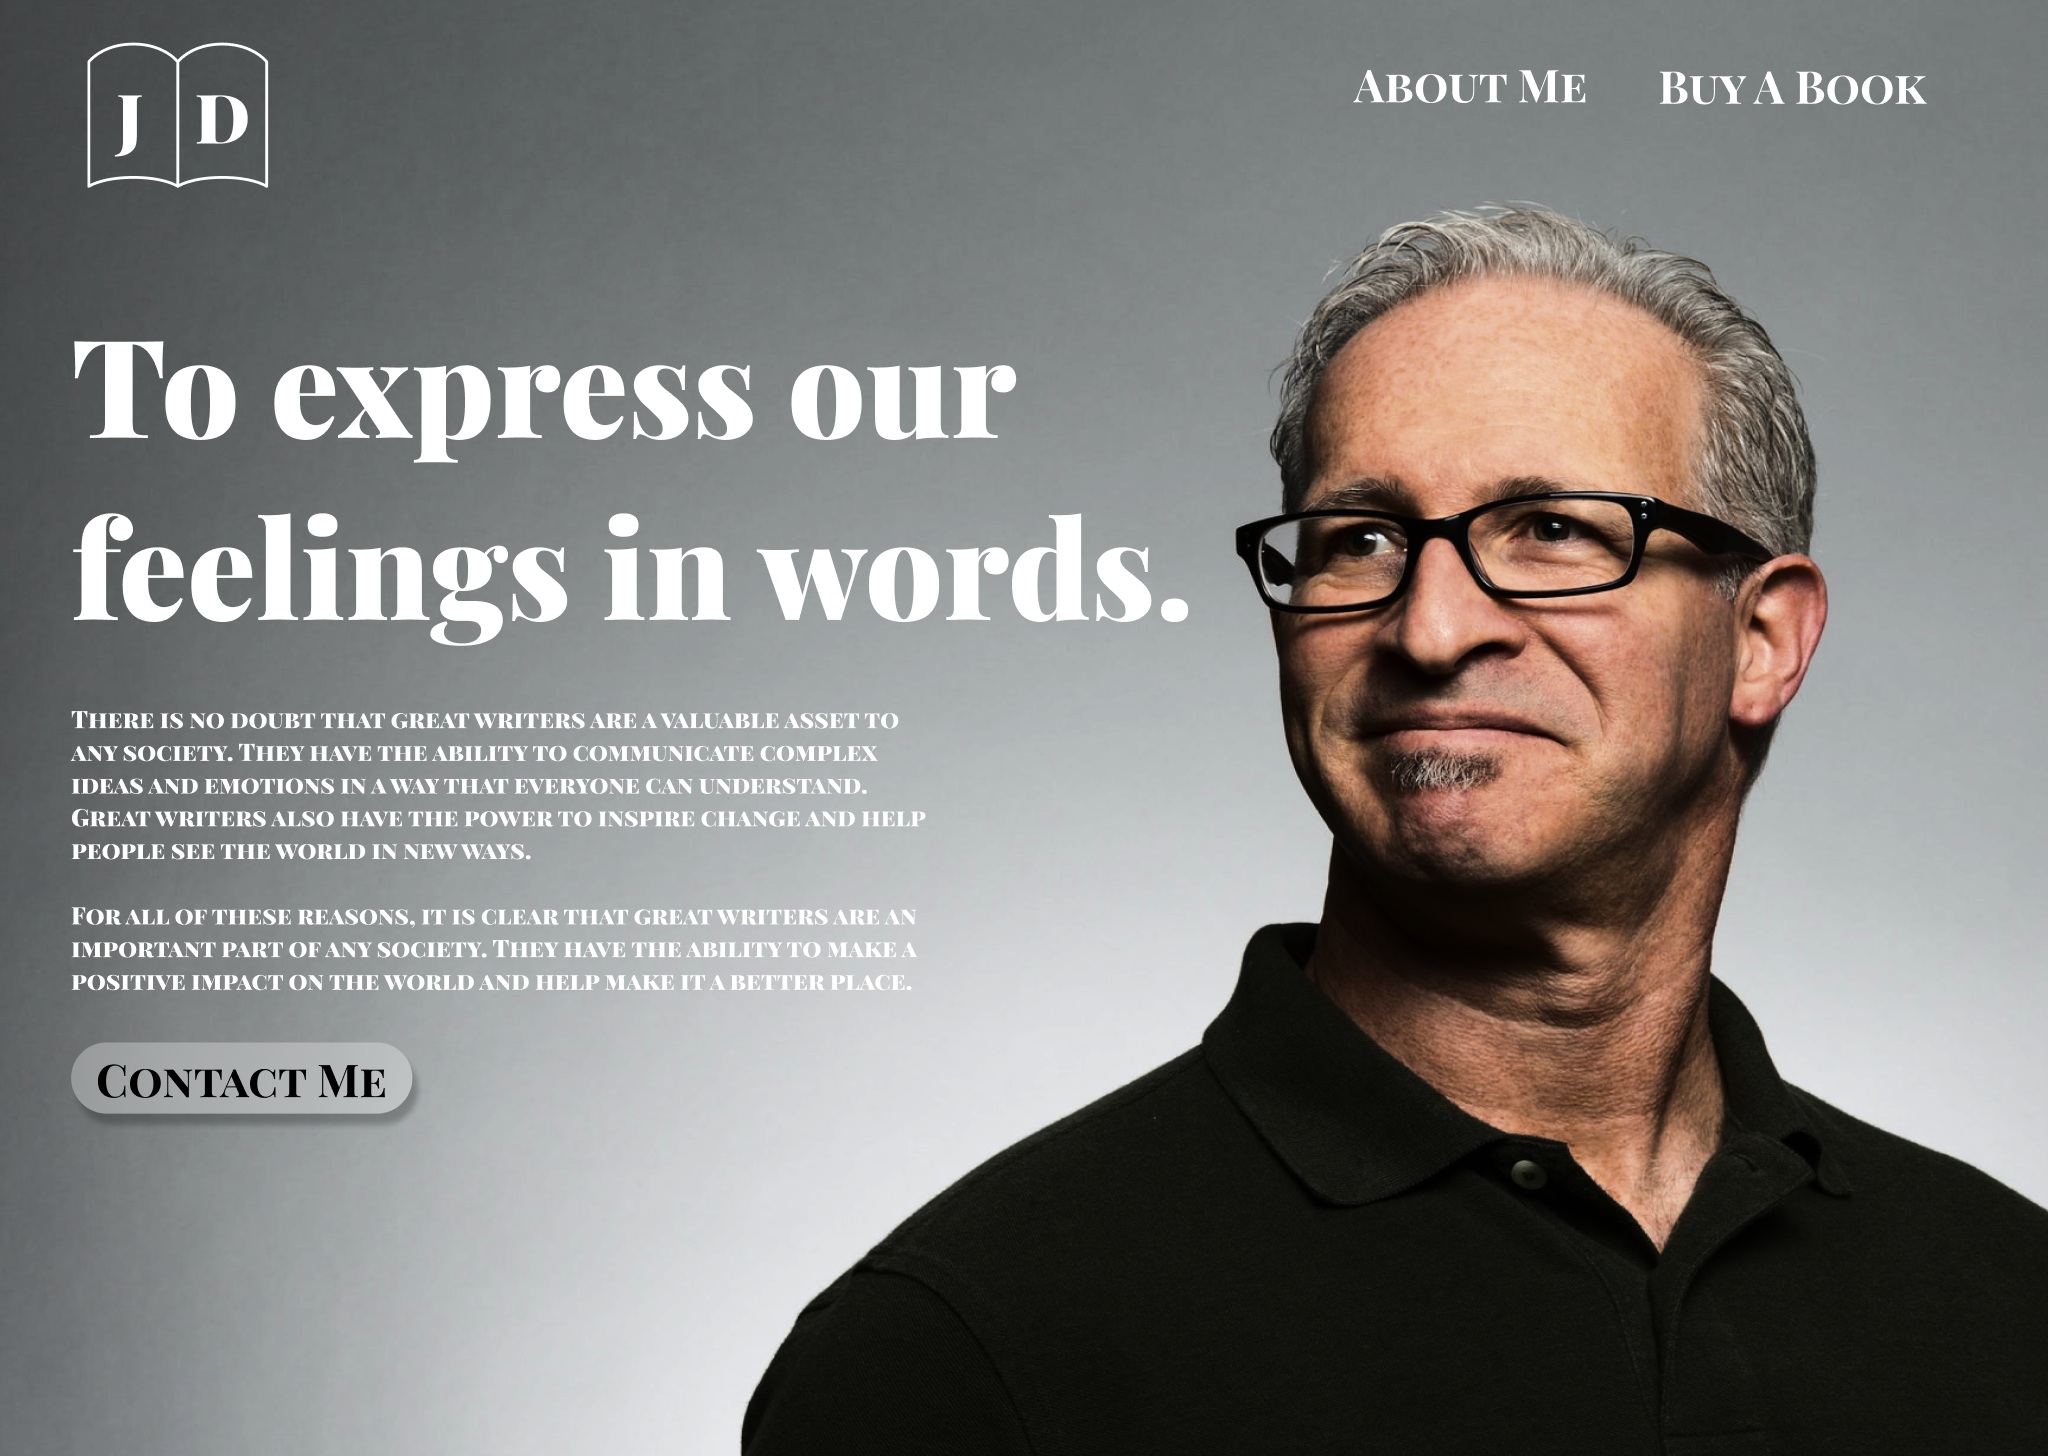 J D
About Me Buy A Book
To express our
feelings in words.
There is no doubt that great writers are a valuable asset to
any society. They have the ability to communicate complex
ideas and emotions in a way that everyone can understand.
Great writers also have the power to inspire change and help
people see the world in new ways.
For all of these reasons, it is clear that great writers are an
important part of any society. They have the ability to make a
positive impact on the world and help make it a better place.
Contact Me